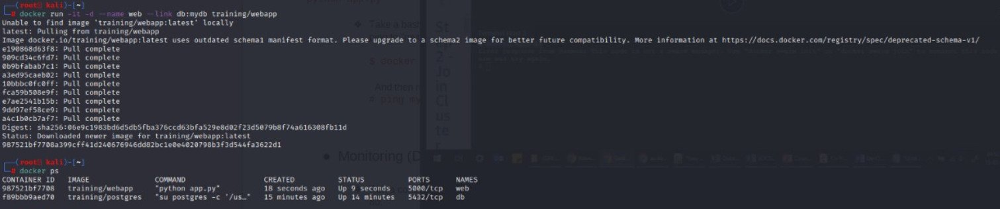 (root㉿ kali)-[~]
# docker run -it -d --name web --link db:mydb training/webapp
Unable to find image 'training/webapp:latest' locally
latest: Pulling from training/webapp
Image docker.io/training/webapp:latest uses outdated schema1 manifest format. Please upgrade to a schema2 image for better future compatibility. More information at https://docs.docker.com/registry/spec/deprecated-schema-v1/
e190868d63f8: Pull complete
909cd34c6fd7: Pull complete
0b9bfabab7c1: Pull complete
a3ed95caeb02: Pull complete
10bbbc0fc0ff: Pull complete
fca59b508e9f: Pull complete
e7ae2541b15b: Pull complete
9dd97ef58ce9: Pull complete
a4c1b0cb7af7: Pull complete
Digest: sha256:06e9c1983bd6d5db5fba376ccd63bfa529e8d02f23d5079b8f74a616308fb11d
Status: Downloaded newer image for training/webapp:latest
987521bf7708a399cff41d240676946dd82bc1e0e4020798b3f3d544fa3622d1
(root㉿ kali)-[~]
# docker ps
CONTAINER ID IMAGE COMMAND CREATED STATUS PORTS NAMES
987521bf7708 training/webapp "python app.py" 18 seconds ago Up 9 seconds 5000/tcp web
f89bbb9aed70 training/postgres "su postgres -c '/us…" 15 minutes ago Up 14 minutes 5432/tcp db
python app.py
Take a bas
$ docker
And then
# ping my
Monitoring (D
St
2 -
Jo
in
Cl
us
te
r